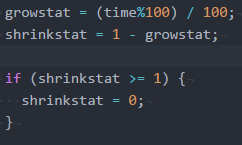 growstat = (time%100) / 100;
shrinkstat = 1 - growstat;
if (shrinkstat >= 1) {
shrinkstat = 0;
}